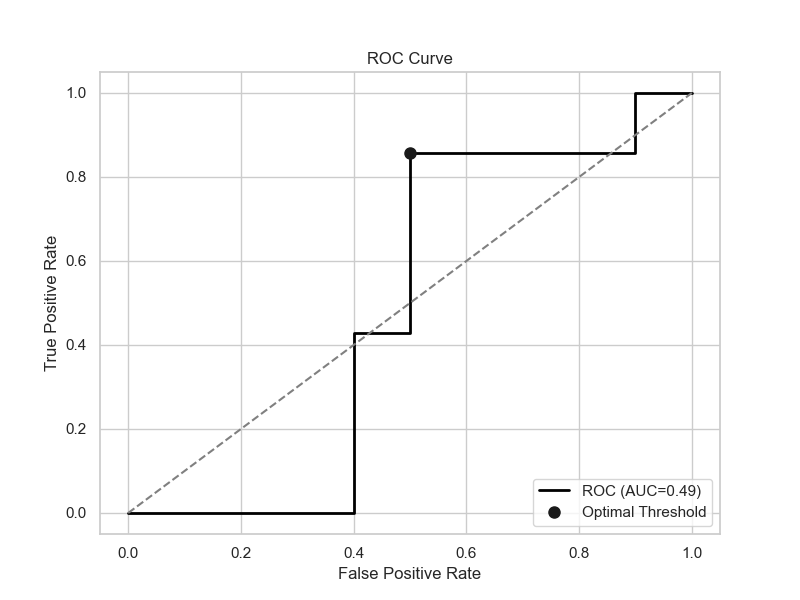 ROC Curve
1.0
0.8
0.6
0.4
0.2
0.0
True Positive Rate
0.0 0.2 0.4 0.6 0.8 1.0
False Positive Rate
ROC (AUC=0.49)
Optimal Threshold